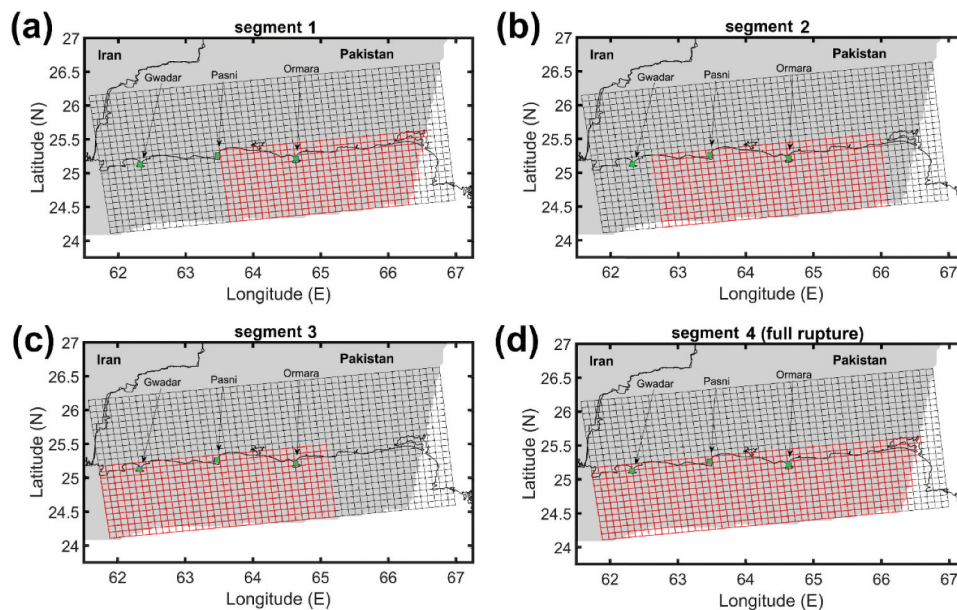 (a) segment 1
27
26.5
26
25.5
25
24.5
24
Latitude (N)
Iran Pakistan
Gwadar Pasni Ormara
62 63 64 65 66 67
Longitude (E)
(b) segment 2
27
26.5
26
25.5
25
24.5
24
Latitude (N)
Iran Pakistan
Gwadar Pasni Ormara
62 63 64 65 66 67
Longitude (E)
(c) segment 3
27
26.5
26
25.5
25
24.5
24
Latitude (N)
Iran Pakistan
Gwadar Pasni Ormara
62 63 64 65 66 67
Longitude (E)
(d) segment 4 (full rupture)
27
26.5
26
25.5
25
24.5
24
Latitude (N)
Iran Pakistan
Gwadar Pasni Ormara
62 63 64 65 66 67
Longitude (E)